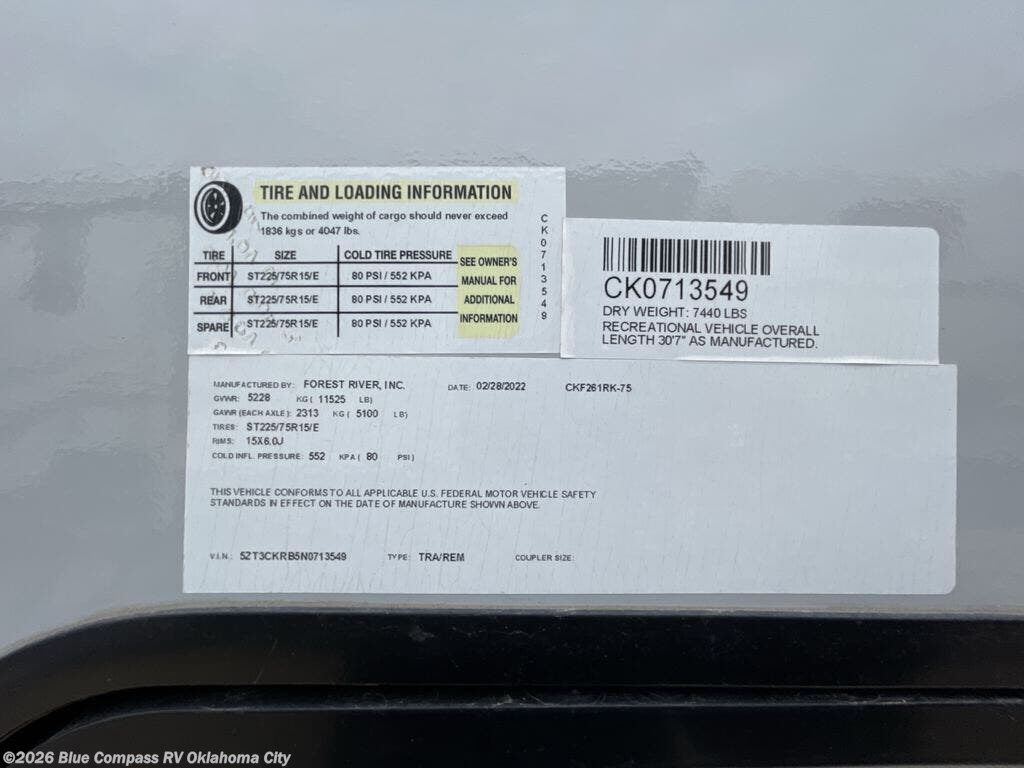 TIRE AND LOADING INFORMATION
The combined weight of cargo should never exceed
1836 kgs or 4047 lbs.
TIRE SIZE COLD TIRE PRESSURE
FRONT ST225/75R15/E 80 PSI / 552 KPA
REAR ST225/75R15/E 80 PSI / 552 KPA
SPARE ST225/75R15/E 80 PSI / 552 KPA
SEE OWNER'S
MANUAL FOR
ADDITIONAL
INFORMATION
CK0713549
CK0713549
DRY WEIGHT: 7440 LBS
RECREATIONAL VEHICLE OVERALL
LENGTH 30'7" AS MANUFACTURED.
MANUFACTURED BY: FOREST RIVER, INC. DATE: 02/28/2022 CKF261RK-75
GVWR: 5228 KG ( 11525 LB)
GAWR (EACH AXLE): 2313 KG ( 5100 LB)
TIRES: ST225/75R15/E
RIMS: 15X6.0J
COLD INFL. PRESSURE: 552 KPA ( 80 PSI)
THIS VEHICLE CONFORMS TO ALL APPLICABLE U.S. FEDERAL MOTOR VEHICLE SAFETY
STANDARDS IN EFFECT ON THE DATE OF MANUFACTURE SHOWN ABOVE.
V.I.N.: 5ZT3CKRB5N0713549 TYPE: TRA/REM COUPLER SIZE:
©2026 Blue Compass RV Oklahoma City